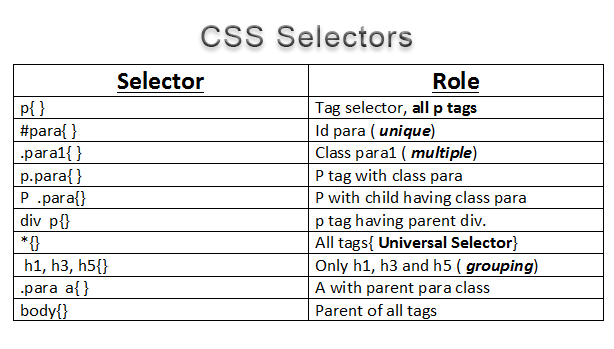 CSS Selectors
Selector Role
p{ } Tag selector, all p tags
#para{ } Id para ( unique)
.para1{ } Class para1 ( multiple)
p.para{ } P tag with class para
P .para{} P with child having class para
div p{} p tag having parent div.
*{} All tags{ Universal Selector}
h1, h3, h5{} Only h1, h3 and h5 ( grouping)
.para a{ } A with parent para class
body{} Parent of all tags